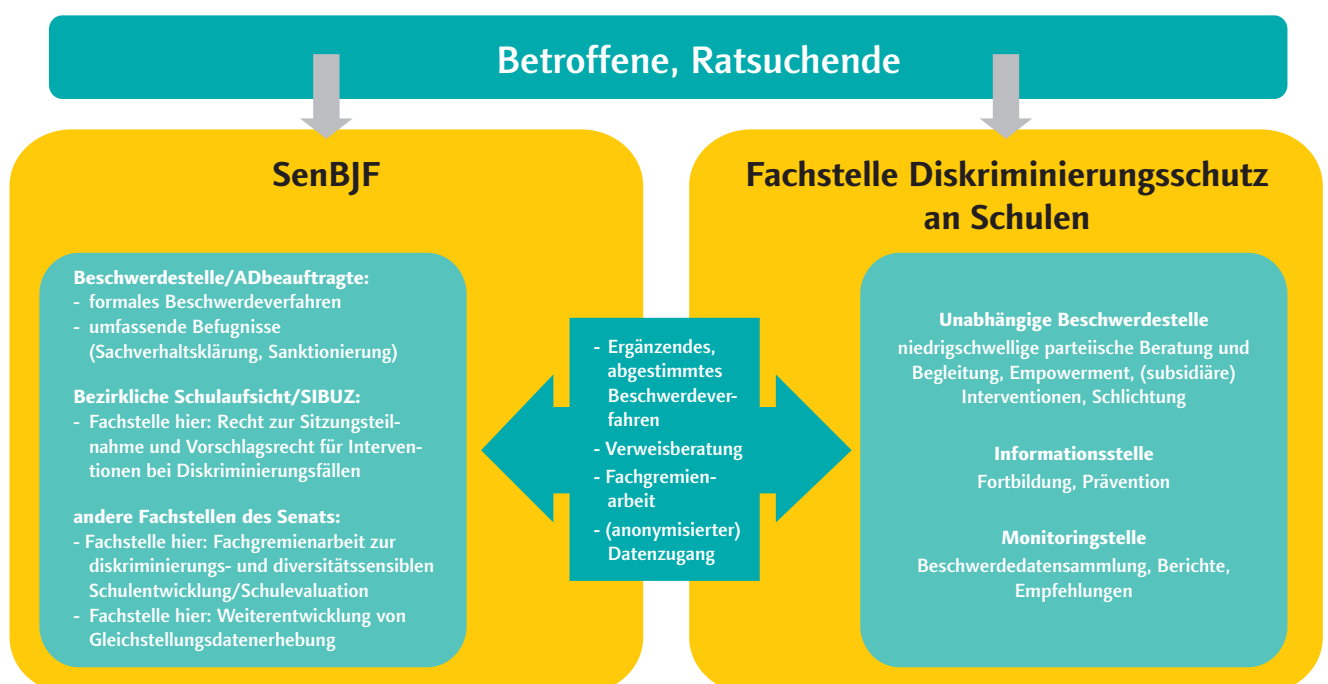 Betroffene, Ratsuchende
SenBJF
Beschwerdestelle/ADbeauftragte:
- formales Beschwerdeverfahren
- umfassende Befugnisse
(Sachverhaltsklärung, Sanktionierung)
Bezirkliche Schulaufsicht/SIBUZ:
- Fachstelle hier: Recht zur Sitzungsteil-
nahme und Vorschlagsrecht für Interven-
tionen bei Diskriminierungsfällen
andere Fachstellen des Senats:
- Fachstelle hier: Fachgremienarbeit zur
diskriminierungs- und diversitätssensiblen
Schulentwicklung/Schulevaluation
- Fachstelle hier: Weiterentwicklung von
Gleichstellungsdatenerhebung
- Ergänzendes,
abgestimmtes
Beschwerdever-
fahren
- Verweisberatung
- Fachgremien-
arbeit
- (anonymisierter)
Datenzugang
Fachstelle Diskriminierungsschutz
an Schulen
Unabhängige Beschwerdestelle
niedrigschwellige parteiische Beratung und
Begleitung, Empowerment, (subsidiäre)
Interventionen, Schlichtung
Informationsstelle
Fortbildung, Prävention
Monitoringstelle
Beschwerdedatensammlung, Berichte,
Empfehlungen